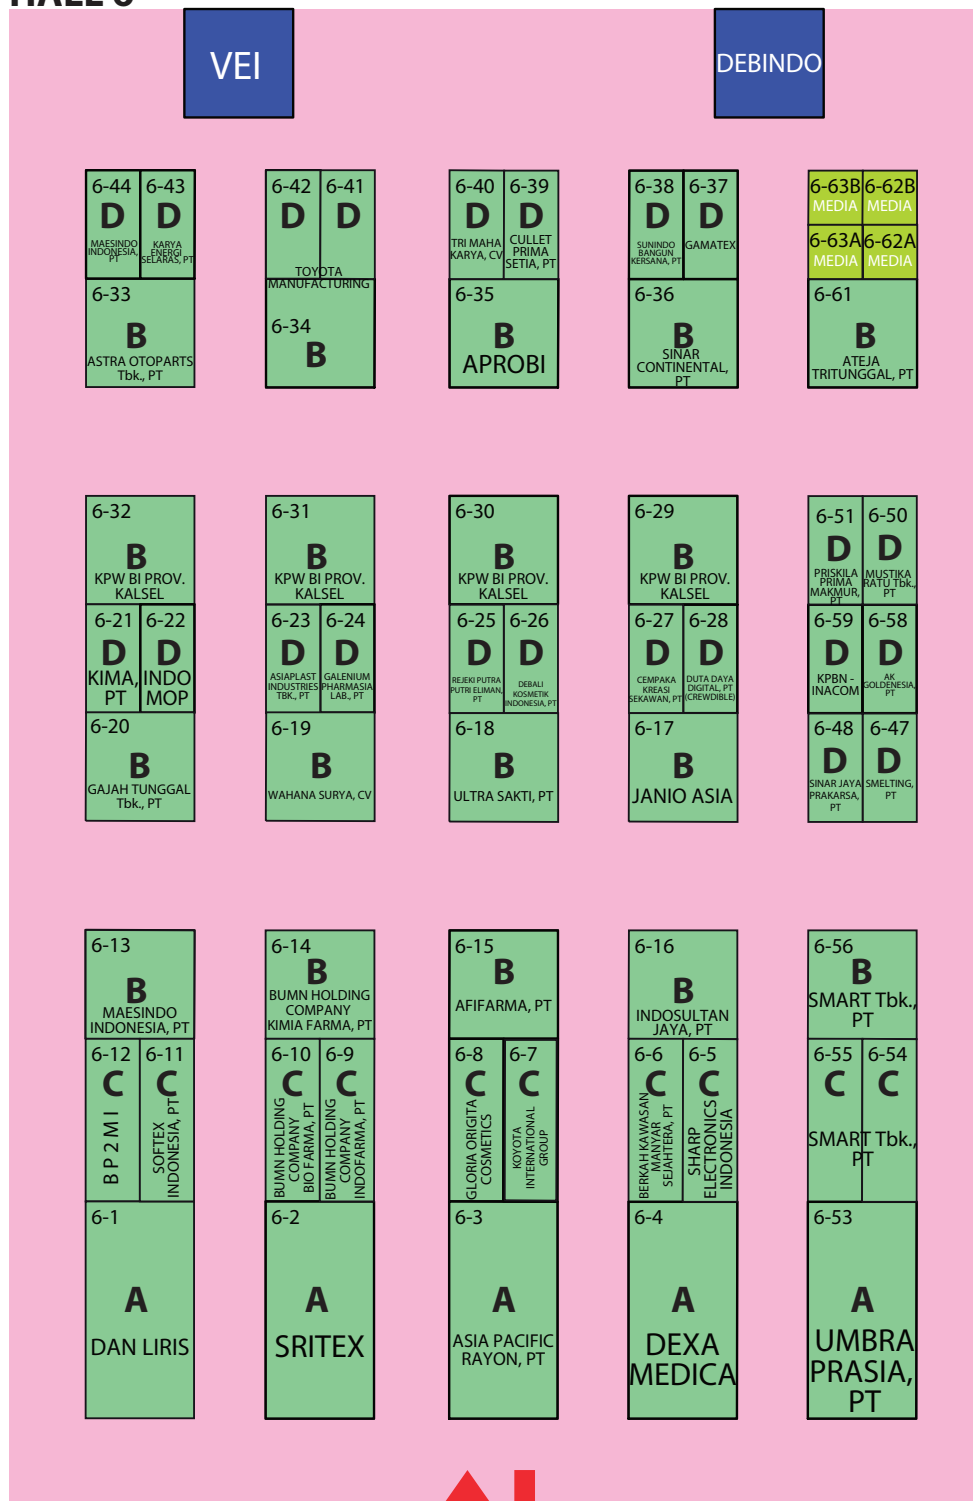 VEI
DEBINDO
6-44
D
MAESINDO
INDONESIA,
PT
6-43
D
KARYA
ENERGI
SELARAS, PT
6-42
D
6-41
D
TOYOTA
MANUFACTURING
6-34
B
6-40
D
TRI MAHA
KARYA, CV
6-39
D
CULLET
PRIMA
SETIA, PT
6-38
D
SUNINDO
BANGUN
KERSANA, PT
6-37
D
GAMATEX
6-63B
MEDIA
6-62B
MEDIA
6-63A
MEDIA
6-62A
MEDIA
6-33
B
ASTRA OTOPARTS
Tbk., PT
6-35
B
APROBI
6-36
B
SINAR
CONTINENTAL,
PT
6-61
B
ATEJA
TRITUNGGAL, PT
6-32
B
KPW BI PROV.
KALSEL
6-31
B
KPW BI PROV.
KALSEL
6-30
B
KPW BI PROV.
KALSEL
6-29
B
KPW BI PROV.
KALSEL
6-51
D
PRISKILA
PRIMA
MAKMUR,
PT
6-50
D
MUSTIKA
RATU Tbk.,
PT
6-21
D
KIMA,
PT
6-22
D
INDO
MOP
6-23
D
ASIAPLAST
INDUSTRIES
TBK., PT
6-24
D
GALENIUM
PHARMASIA
LAB., PT
6-25
D
REJEKI PUTRA
PUTRI ELIMAN,
PT
6-26
D
DEBALI
KOSMETIK
INDONESIA, PT
6-27
D
CEMPAKA
KREASI
SEKAWAN, PT
6-28
D
DUTA DAYA
DIGITAL, PT
(CREWDIBLE)
6-59
D
KPBN -
INACOM
6-58
D
AK
GOLDENESIA,
PT
6-20
B
GAJAH TUNGGAL
Tbk., PT
6-19
B
WAHANA SURYA, CV
6-18
B
ULTRA SAKTI, PT
6-17
B
JANIO ASIA
6-48
D
SINAR JAYA
PRAKARSA,
PT
6-47
D
SMELTING,
PT
6-13
B
MAESINDO
INDONESIA, PT
6-14
B
BUMN HOLDING
COMPANY
KIMIA FARMA, PT
6-15
B
AFIFARMA, PT
6-16
B
INDOSULTAN
JAYA, PT
6-56
B
SMART Tbk.,
PT
6-12
C
BP2MI
6-11
C
SOFTEX
INDONESIA, PT
6-10
C
BUMN HOLDING
COMPANY
BIO FARMA, PT
6-9
C
BUMN HOLDING
COMPANY
INDOFARMA, PT
6-8
C
GLORIA ORIGITA
COSMETICS
6-7
C
KOYOTA
INTERNATIONAL
GROUP
6-6
C
BERKAH KAWASAN
MANYAR
SEJAHTERA, PT
6-5
C
SHARP
ELECTRONICS
INDONESIA
6-55
C
6-54
C
SMART Tbk.,
PT
6-1
A
DAN LIRIS
6-2
A
SRITEX
6-3
A
ASIA PACIFIC
RAYON, PT
6-4
A
DEXA
MEDICA
6-53
A
UMBRA
PRASIA,
PT